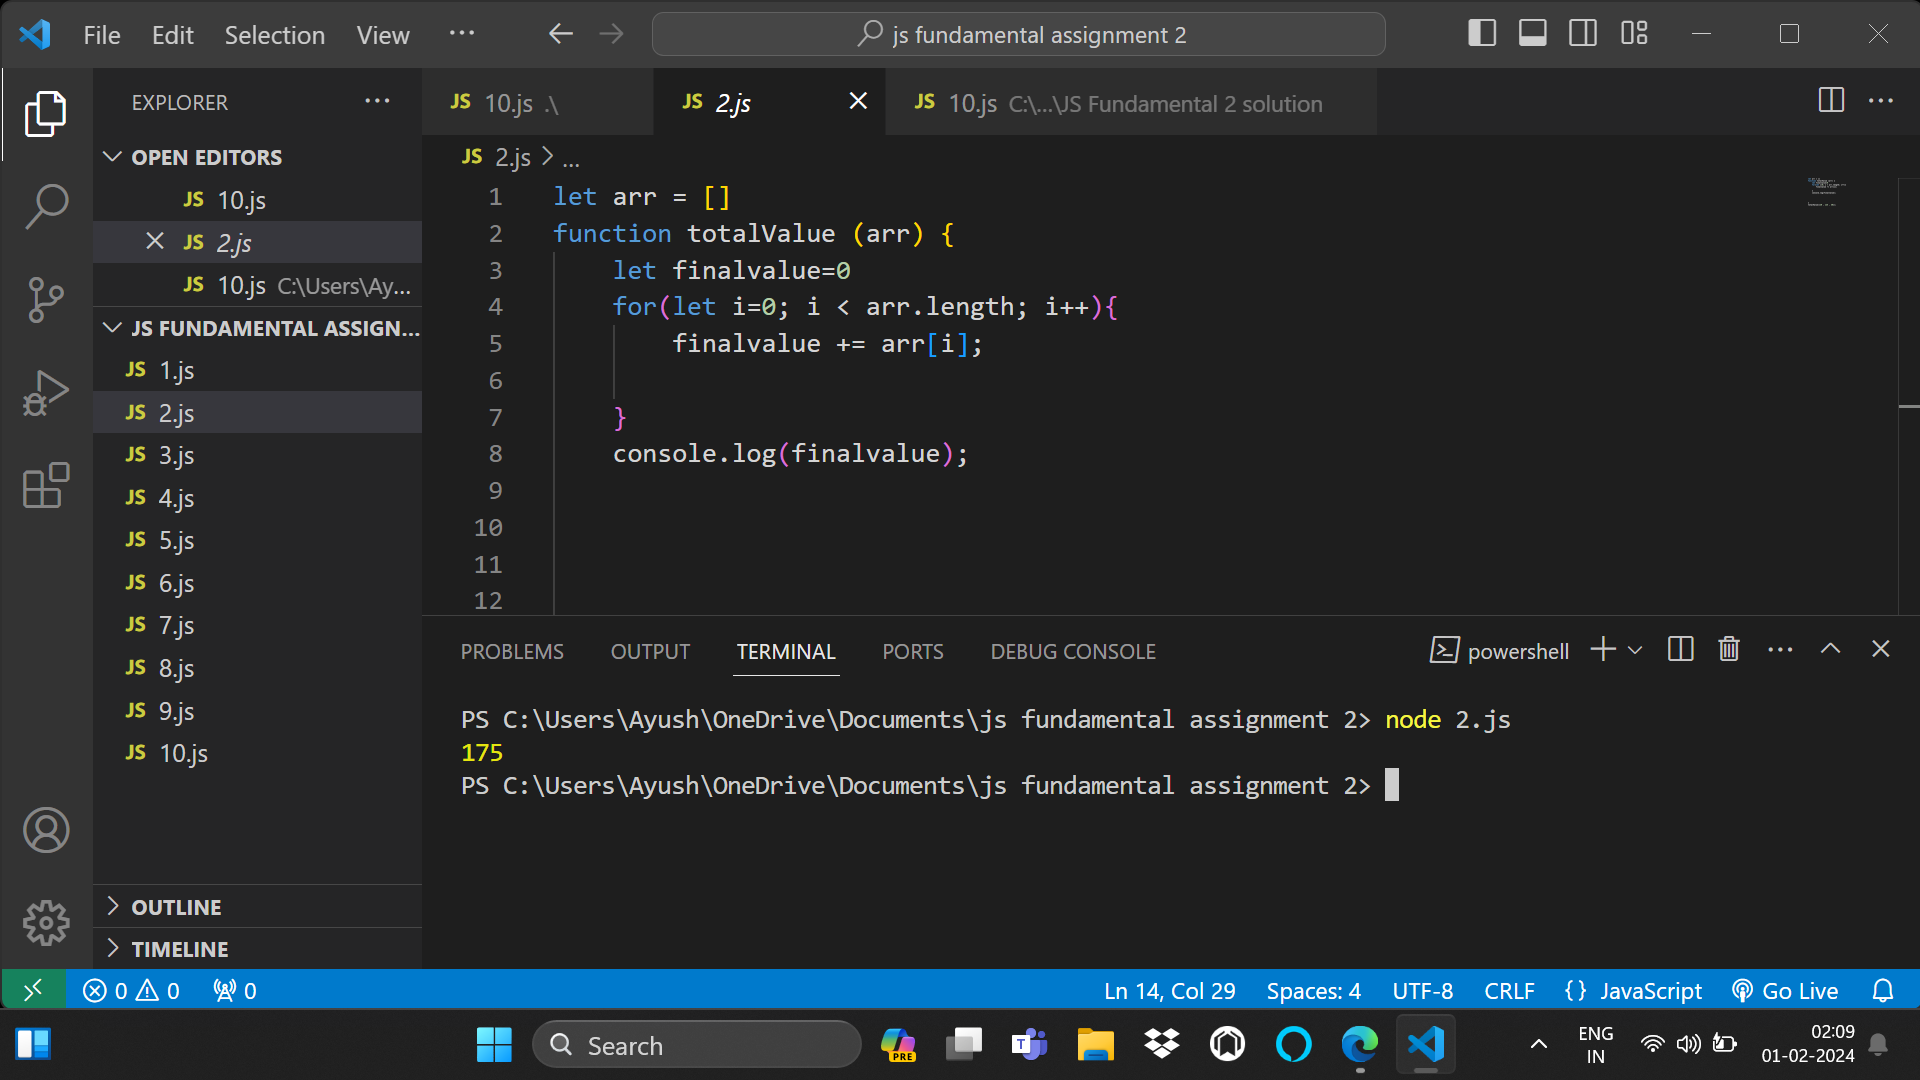 File Edit Selection View ... js fundamental assignment 2
EXPLORER ...
OPEN EDITORS
JS 10.js
JS 2.js
JS 10.js C:\Users\Ay...
JS FUNDAMENTAL ASSIGN...
JS 1.js
JS 2.js
JS 3.js
JS 4.js
JS 5.js
JS 6.js
JS 7.js
JS 8.js
JS 9.js
JS 10.js
OUTLINE
TIMELINE
JS 10.js .\ JS 2.js JS 10.js C:\...\JS Fundamental 2 solution
JS 2.js > ...
1 let arr = []
2 function totalValue (arr) {
3 let finalvalue=0
4 for(let i=0; i < arr.length; i++){
5 finalvalue += arr[i];
6
7 }
8 console.log(finalvalue);
9
10
11
12
PROBLEMS OUTPUT TERMINAL PORTS DEBUG CONSOLE powershell
PS C:\Users\Ayush\OneDrive\Documents\js fundamental assignment 2> node 2.js
175
PS C:\Users\Ayush\OneDrive\Documents\js fundamental assignment 2>
0 0 0 Ln 14, Col 29 Spaces: 4 UTF-8 CRLF {} JavaScript Go Live
Search PRE T ENG 02:09
IN 01-02-2024